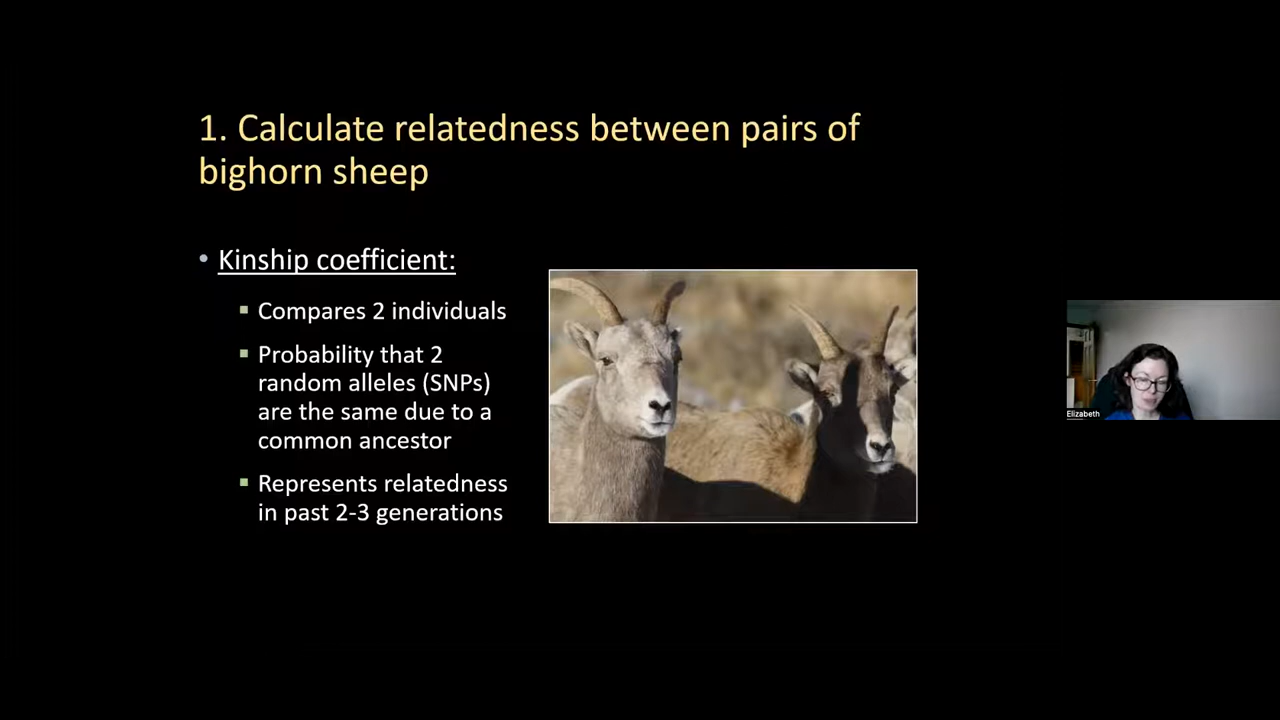 1. Calculate relatedness between pairs of
bighorn sheep
• Kinship coefficient:
▪ Compares 2 individuals
▪ Probability that 2
random alleles (SNPs)
are the same due to a
common ancestor
▪ Represents relatedness
in past 2-3 generations
Elizabeth